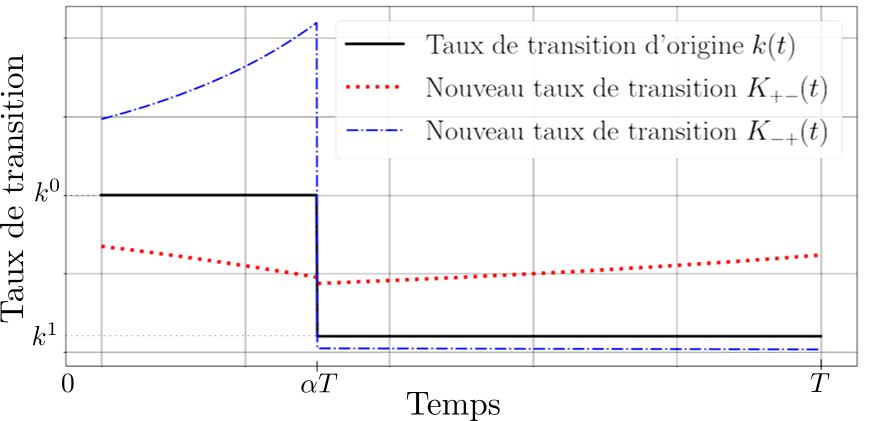 Taux de transition
Taux de transition d'origine k(t)
Nouveau taux de transition K₊₋(t)
Nouveau taux de transition K₋₊(t)
k⁰
k¹
0
αT
T
Temps